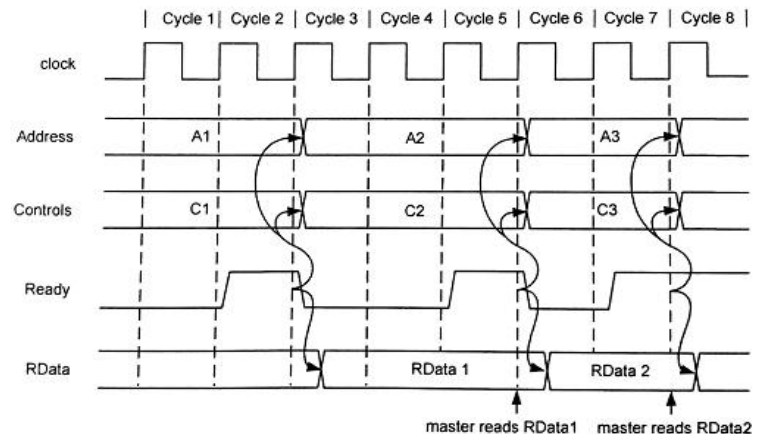 | Cycle 1 | Cycle 2 | Cycle 3 | Cycle 4 | Cycle 5 | Cycle 6 | Cycle 7 | Cycle 8 |
clock
Address A1 A2 A3
Controls C1 C2 C3
Ready
RData RData 1 RData 2
master reads RData1 master reads RData2